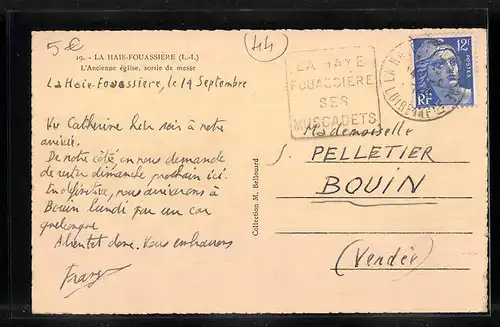 5€
44
19. - LA HAIE-FOUASSIÈRE (L.-I.)
L'Ancienne église, sortie de messe
La Haie-Fouassière, le 14 Septembre
Vu Catherine hier soir à notre
arrivée.
De notre côté on nous demande
de rester dimanche prochain ici.
En définitive, nous arriverons à
Bouin lundi par un car
quelconque.
A bientôt donc. Vous embrassons
Collection M. Bellouard
LA HAYE
FOUASSIÈRE
SES
MUSCADETS
12F
POSTES
RF
LOIRE
Mademoiselle
S. PELLETIER
BOUIN
(Vendée)